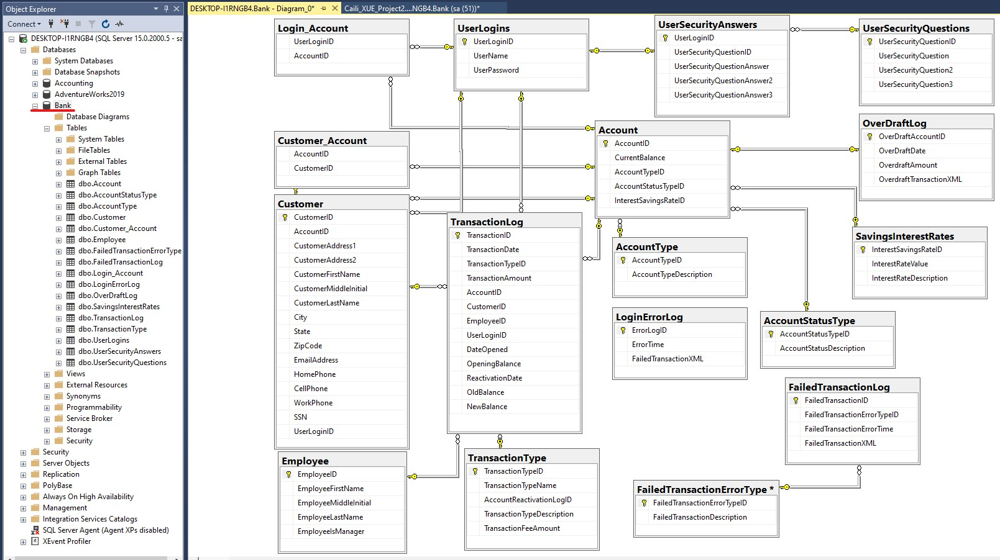 Object Explorer
Connect
DESKTOP-I1RNGB4 (SQL Server 15.0.2000.5 - sa
Databases
System Databases
Database Snapshots
Accounting
AdventureWorks2019
Bank
Database Diagrams
Tables
System Tables
FileTables
External Tables
Graph Tables
dbo.Account
dbo.AccountStatusType
dbo.AccountType
dbo.Customer
dbo.Customer_Account
dbo.Employee
dbo.FailedTransactionErrorType
dbo.FailedTransactionLog
dbo.Login_Account
dbo.LoginErrorLog
dbo.OverDraftLog
dbo.SavingsInterestRates
dbo.TransactionLog
dbo.TransactionType
dbo.UserLogins
dbo.UserSecurityAnswers
dbo.UserSecurityQuestions
Views
External Resources
Synonyms
Programmability
Service Broker
Storage
Security
Security
Server Objects
Replication
PolyBase
Always On High Availability
Management
Integration Services Catalogs
SQL Server Agent (Agent XPs disabled)
XEvent Profiler
DESKTOP-I1RNGB4.Bank - Diagram_0*
Caili_XUE_Project2....NGB4.Bank (sa (51))*
Login_Account
UserLoginID
AccountID
UserLogins
UserLoginID
UserName
UserPassword
UserSecurityAnswers
UserLoginID
UserSecurityQuestionID
UserSecurityQuestionAnswer
UserSecurityQuestionAnswer2
UserSecurityQuestionAnswer3
UserSecurityQuestions
UserSecurityQuestionID
UserSecurityQuestion
UserSecurityQuestion2
UserSecurityQuestion3
Customer_Account
AccountID
CustomerID
Account
AccountID
CurrentBalance
AccountTypeID
AccountStatusTypeID
InterestSavingsRateID
OverDraftLog
OverDraftAccountID
OverDraftDate
OverdraftAmount
OverdraftTransactionXML
Customer
CustomerID
AccountID
CustomerAddress1
CustomerAddress2
CustomerFirstName
CustomerMiddleInitial
CustomerLastName
City
State
ZipCode
EmailAddress
HomePhone
CellPhone
WorkPhone
SSN
UserLoginID
TransactionLog
TransactionID
TransactionDate
TransactionTypeID
TransactionAmount
AccountID
CustomerID
EmployeeID
UserLoginID
DateOpened
OpeningBalance
ReactivationDate
OldBalance
NewBalance
AccountType
AccountTypeID
AccountTypeDescription
SavingsInterestRates
InterestSavingsRateID
InterestRateValue
InterestRateDescription
LoginErrorLog
ErrorLogID
ErrorTime
FailedTransactionXML
AccountStatusType
AccountStatusTypeID
AccountStatusDescription
FailedTransactionLog
FailedTransactionID
FailedTransactionErrorTypeID
FailedTransactionErrorTime
FailedTransactionXML
Employee
EmployeeID
EmployeeFirstName
EmployeeMiddleInitial
EmployeeLastName
EmployeeIsManager
TransactionType
TransactionTypeID
TransactionTypeName
AccountReactivationLogID
TransactionTypeDescription
TransactionFeeAmount
FailedTransactionErrorType *
FailedTransactionErrorTypeID
FailedTransactionDescription